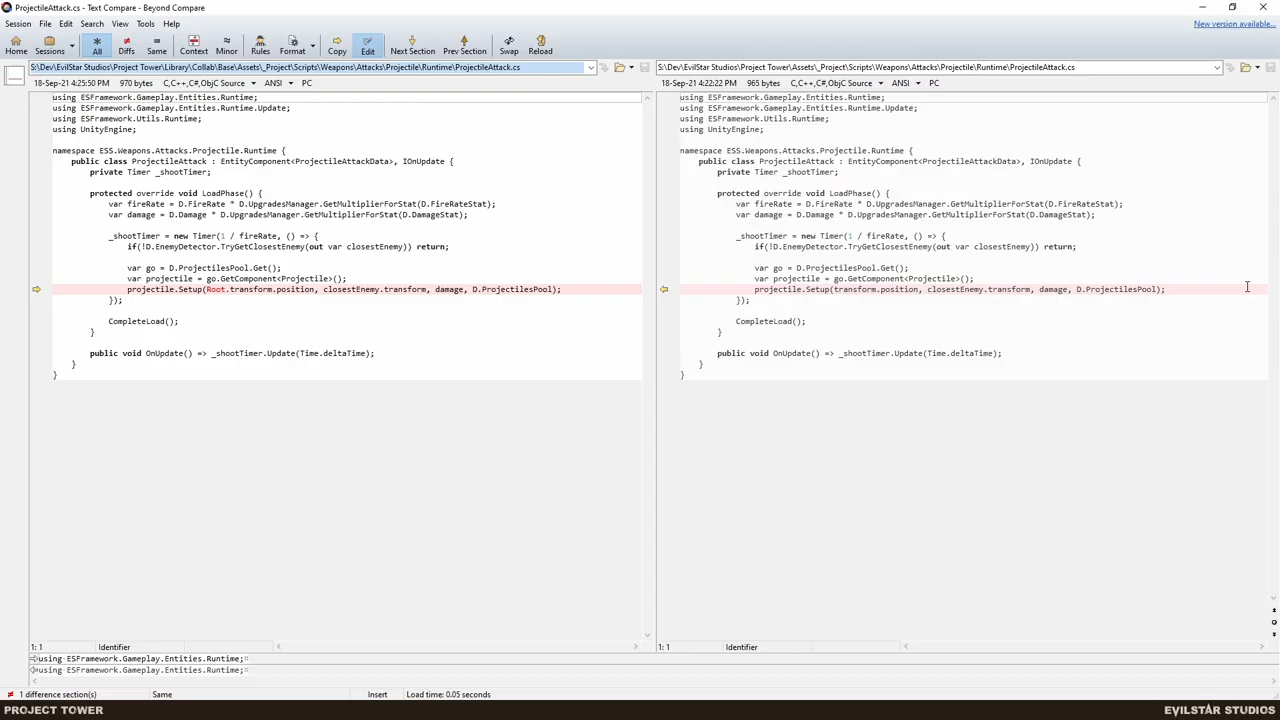 ProjectileAttack.cs - Text Compare - Beyond Compare
Session File Edit Search View Tools Help
New version available...
Home Sessions All Diffs Same Context Minor Rules Format Copy Edit Next Section Prev Section Swap Reload
S:\Dev\EvilStar Studios\Project Tower\Library\Collab\Base\Assets\_Project\Scripts\Weapons\Attacks\Projectile\Runtime\ProjectileAttack.cs
18-Sep-21 4:25:50 PM 970 bytes C,C++,C#,ObjC Source ANSI PC
using ESFramework.Gameplay.Entities.Runtime;
using ESFramework.Gameplay.Entities.Runtime.Update;
using ESFramework.Utils.Runtime;
using UnityEngine;
namespace ESS.Weapons.Attacks.Projectile.Runtime {
public class ProjectileAttack : EntityComponent<ProjectileAttackData>, IOnUpdate {
private Timer _shootTimer;
protected override void LoadPhase() {
var fireRate = D.FireRate * D.UpgradesManager.GetMultiplierForStat(D.FireRateStat);
var damage = D.Damage * D.UpgradesManager.GetMultiplierForStat(D.DamageStat);
_shootTimer = new Timer(1 / fireRate, () => {
if(!D.EnemyDetector.TryGetClosestEnemy(out var closestEnemy)) return;
var go = D.ProjectilesPool.Get();
var projectile = go.GetComponent<Projectile>();
projectile.Setup(Root.transform.position, closestEnemy.transform, damage, D.ProjectilesPool);
});
CompleteLoad();
}
public void OnUpdate() => _shootTimer.Update(Time.deltaTime);
}
}
1: 1 Identifier
S:\Dev\EvilStar Studios\Project Tower\Assets\_Project\Scripts\Weapons\Attacks\Projectile\Runtime\ProjectileAttack.cs
18-Sep-21 4:22:22 PM 965 bytes C,C++,C#,ObjC Source ANSI PC
using ESFramework.Gameplay.Entities.Runtime;
using ESFramework.Gameplay.Entities.Runtime.Update;
using ESFramework.Utils.Runtime;
using UnityEngine;
namespace ESS.Weapons.Attacks.Projectile.Runtime {
public class ProjectileAttack : EntityComponent<ProjectileAttackData>, IOnUpdate {
private Timer _shootTimer;
protected override void LoadPhase() {
var fireRate = D.FireRate * D.UpgradesManager.GetMultiplierForStat(D.FireRateStat);
var damage = D.Damage * D.UpgradesManager.GetMultiplierForStat(D.DamageStat);
_shootTimer = new Timer(1 / fireRate, () => {
if(!D.EnemyDetector.TryGetClosestEnemy(out var closestEnemy)) return;
var go = D.ProjectilesPool.Get();
var projectile = go.GetComponent<Projectile>();
projectile.Setup(transform.position, closestEnemy.transform, damage, D.ProjectilesPool);
});
CompleteLoad();
}
public void OnUpdate() => _shootTimer.Update(Time.deltaTime);
}
}
1: 1 Identifier
using·ESFramework.Gameplay.Entities.Runtime;¤
using·ESFramework.Gameplay.Entities.Runtime;¤
1 difference section(s) Same Insert Load time: 0.05 seconds
PROJECT TOWER
EVILSTAR STUDIOS